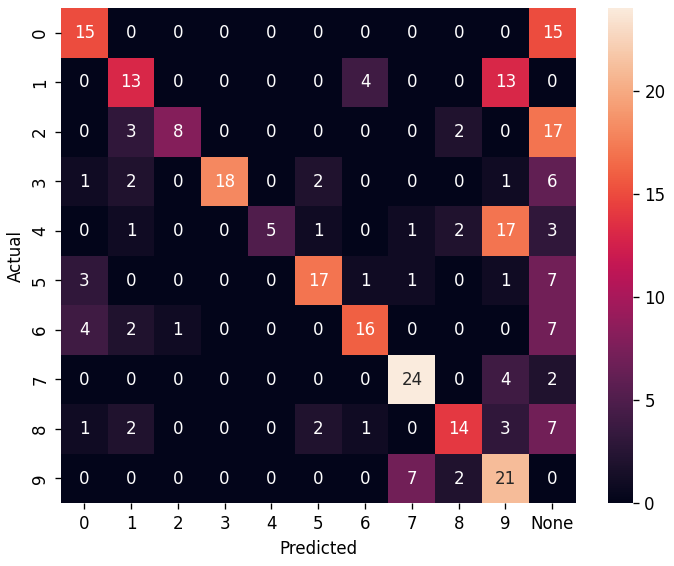 0 15 0 0 0 0 0 0 0 0 0 15
1 0 13 0 0 0 0 4 0 0 13 0
2 0 3 8 0 0 0 0 0 2 0 17
3 1 2 0 18 0 2 0 0 0 1 6
4 0 1 0 0 5 1 0 1 2 17 3
5 3 0 0 0 0 17 1 1 0 1 7
6 4 2 1 0 0 0 16 0 0 0 7
7 0 0 0 0 0 0 0 24 0 4 2
8 1 2 0 0 0 2 1 0 14 3 7
9 0 0 0 0 0 0 0 7 2 21 0
0 1 2 3 4 5 6 7 8 9 None
Predicted
Actual
20
15
10
5
0